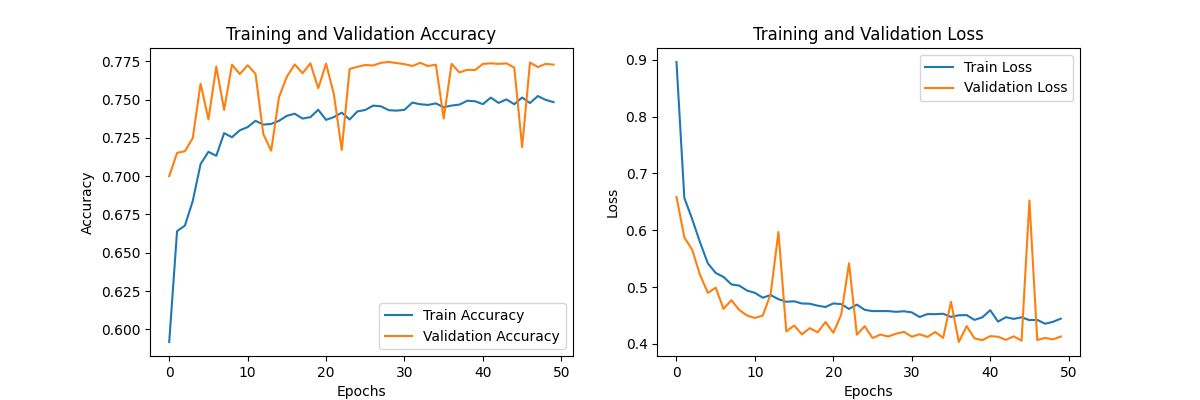 Training and Validation Accuracy
Accuracy
0.775
0.750
0.725
0.700
0.675
0.650
0.625
0.600
Train Accuracy
Validation Accuracy
0 10 20 30 40 50
Epochs
Training and Validation Loss
Loss
0.9
0.8
0.7
0.6
0.5
0.4
Train Loss
Validation Loss
0 10 20 30 40 50
Epochs